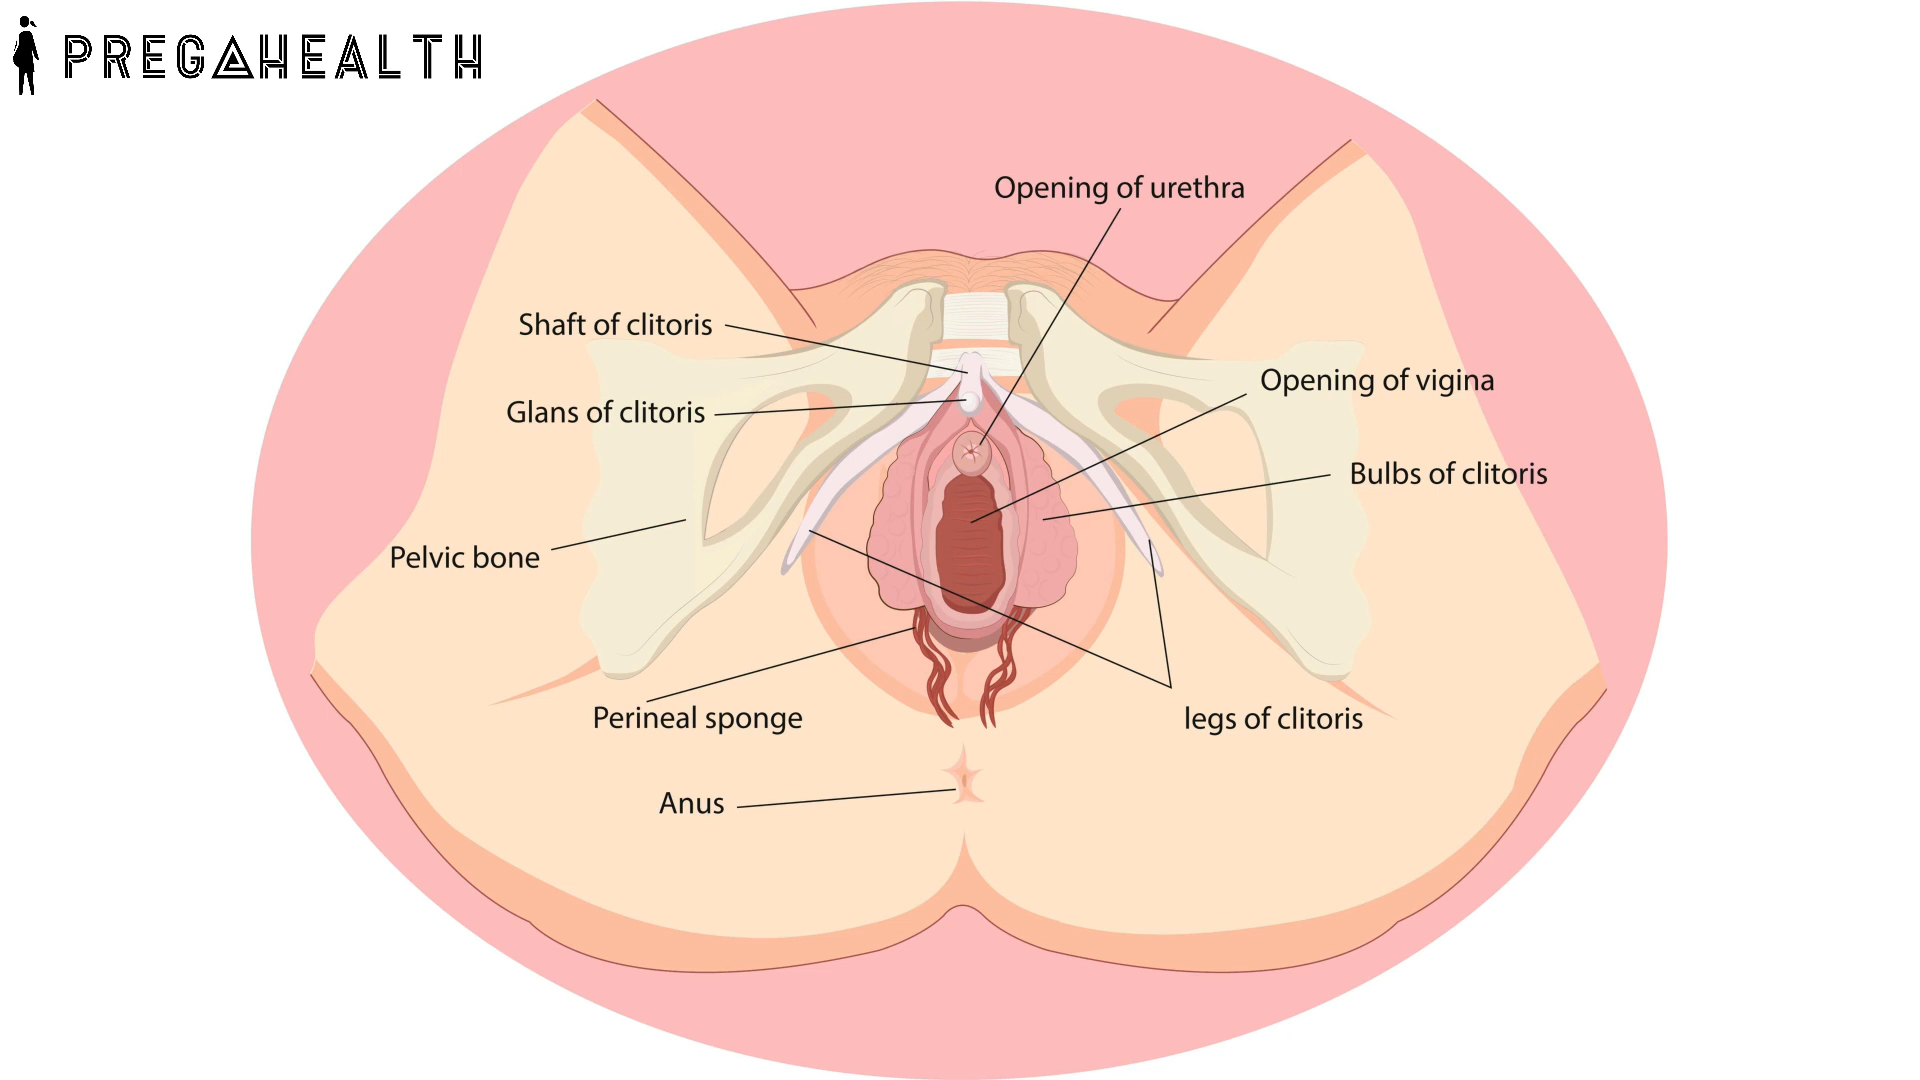 PREGAHEALTH
Opening of urethra
Shaft of clitoris
Opening of vigina
Glans of clitoris
Bulbs of clitoris
Pelvic bone
Perineal sponge
legs of clitoris
Anus